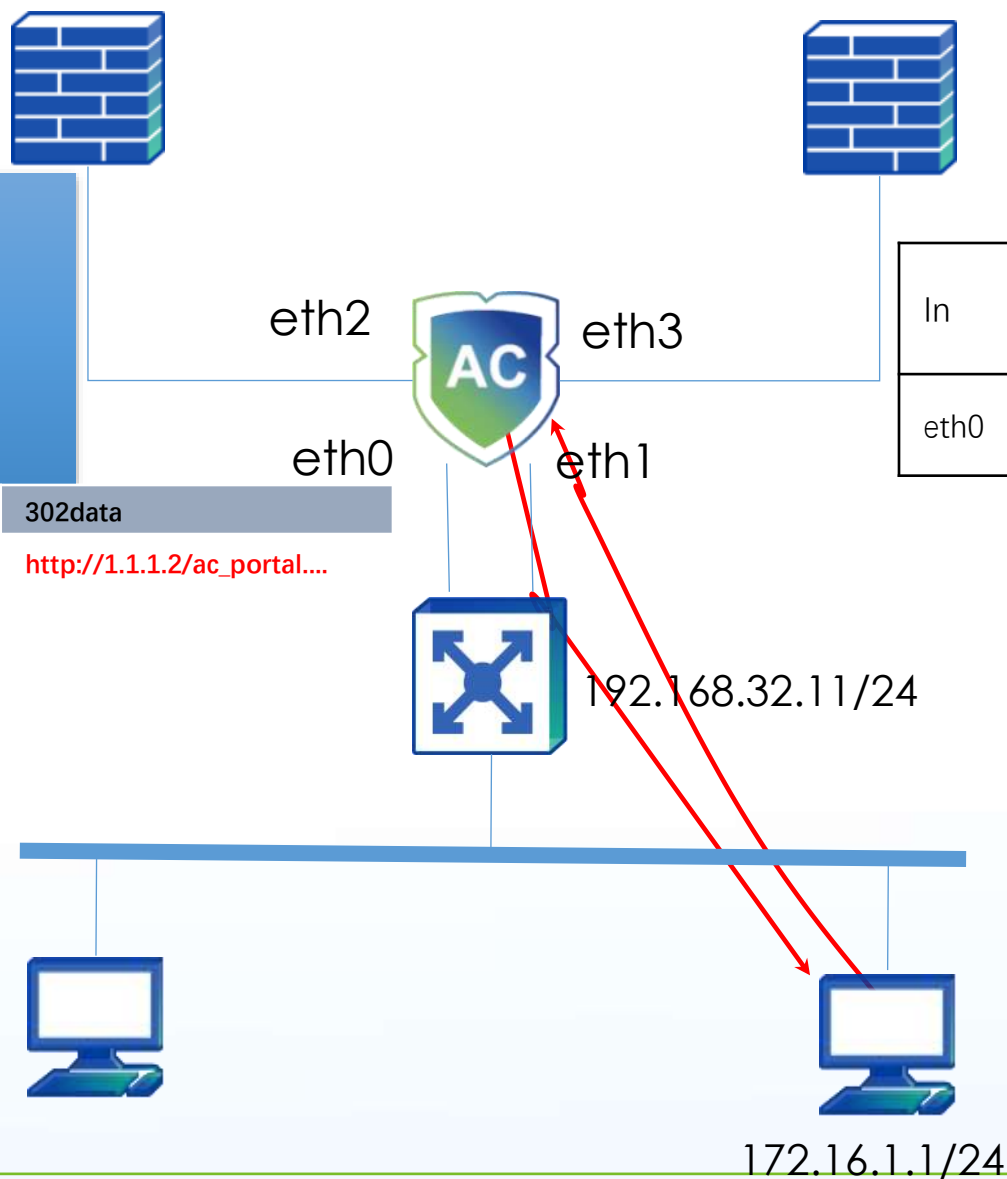 eth2
AC
eth3
In
eth0
eth1
eth0
302data
http://1.1.1.2/ac_portal....
192.168.32.11/24
172.16.1.1/24